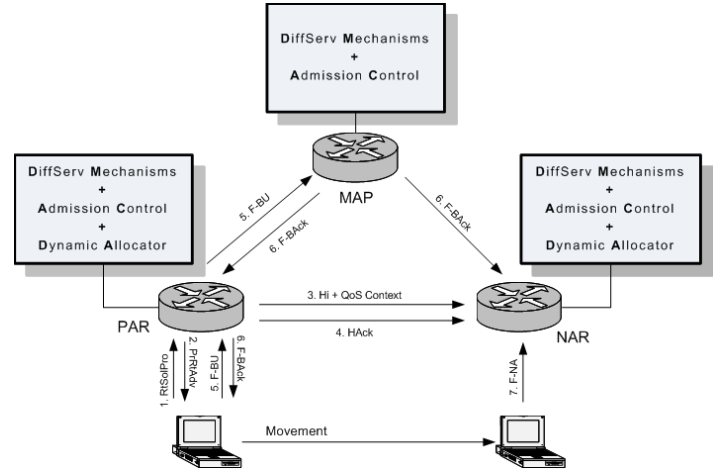 DiffServ Mechanisms
+
Admission Control
MAP
DiffServ Mechanisms
+
Admission Control
+
Dynamic Allocator
DiffServ Mechanisms
+
Admission Control
+
Dynamic Allocator
5. F-BU
6. F-BAck
6. F-BAck
PAR
3. Hi + QoS Context
4. HAck
NAR
1. RtSolPro
2. PrRtAdv
5. F-BU
6. F-BAck
7. F-NA
Movement